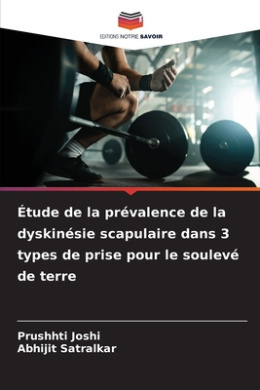 EDITIONS NOTRE SAVOIR
Étude de la prévalence de la
dyskinésie scapulaire dans 3
types de prise pour le soulevé
de terre
Prushhti Joshi
Abhijit Satralkar